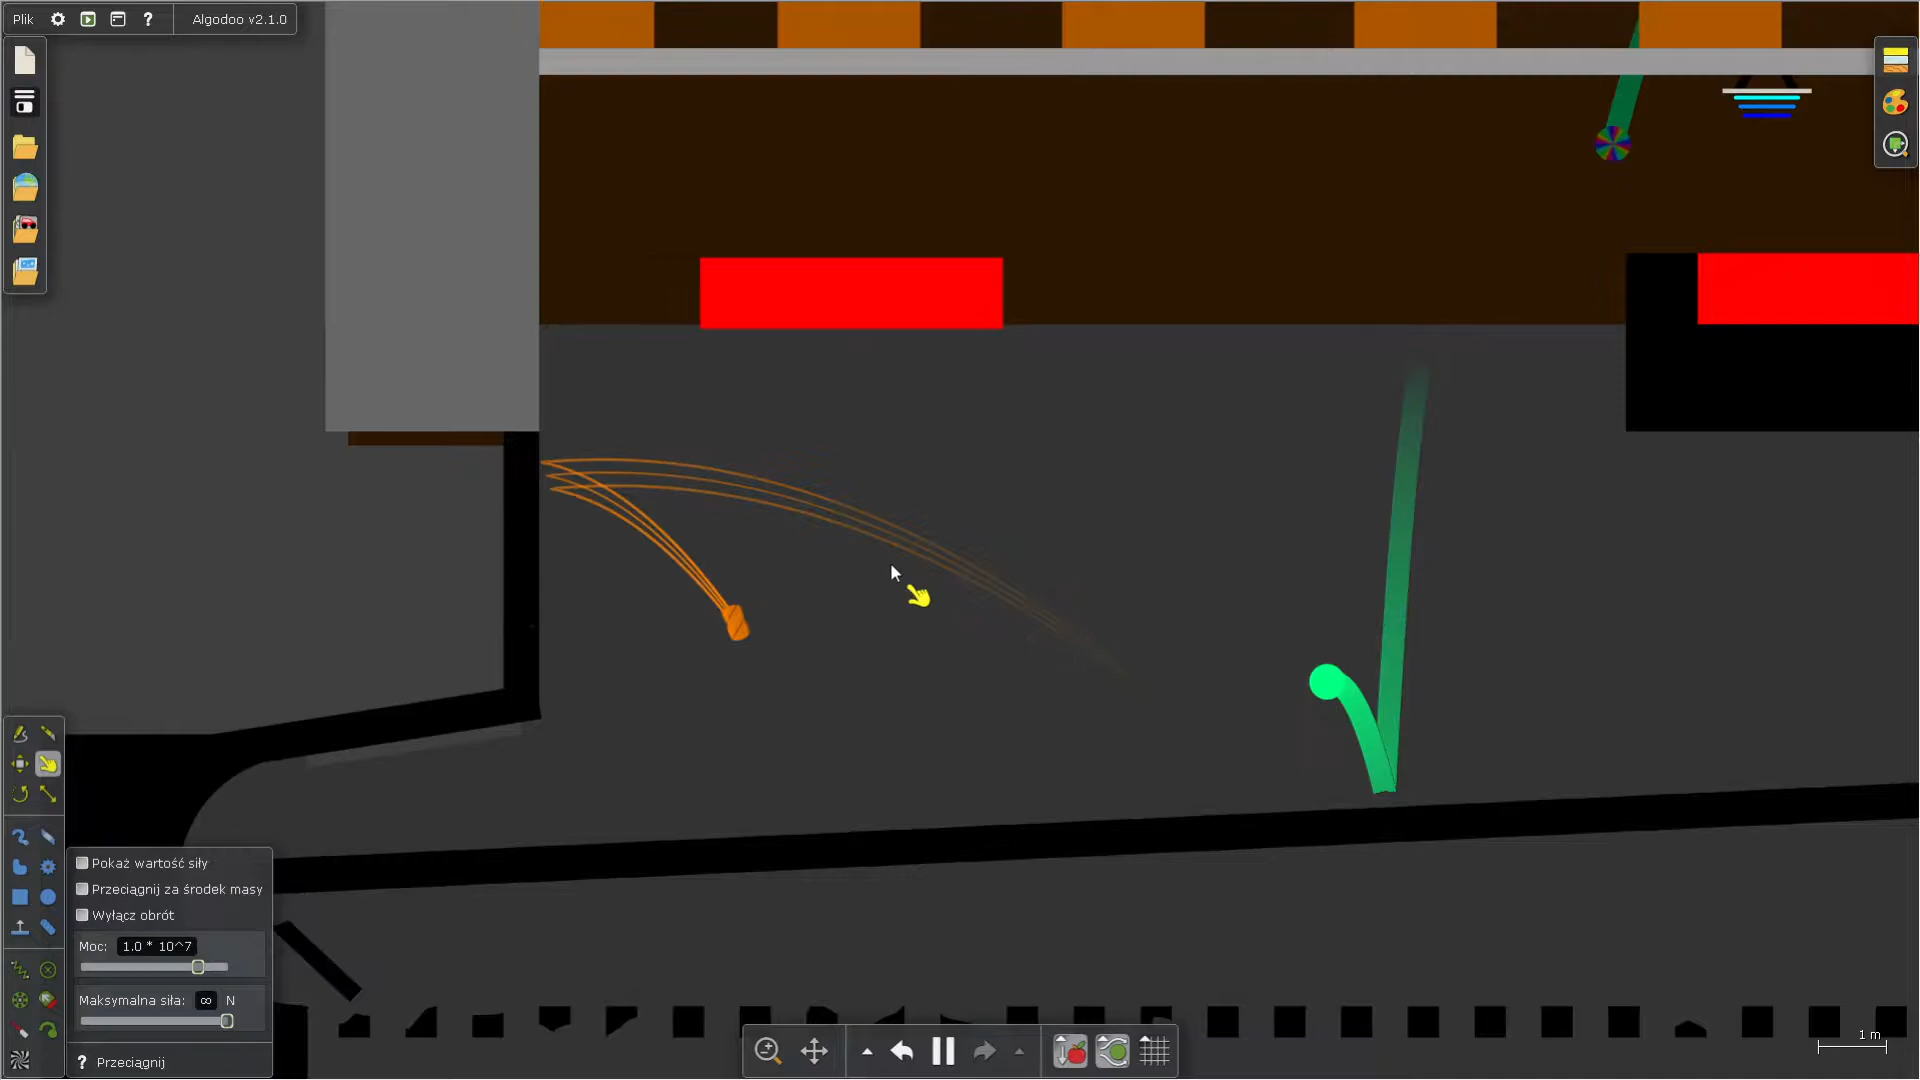 Plik ? Algodoo v2.1.0
Pokaż wartość siły
Przeciągnij za środek masy
Wyłącz obrót
Moc: 1.0 * 10^7
Maksymalna siła: ∞ N
? Przeciągnij
1 m